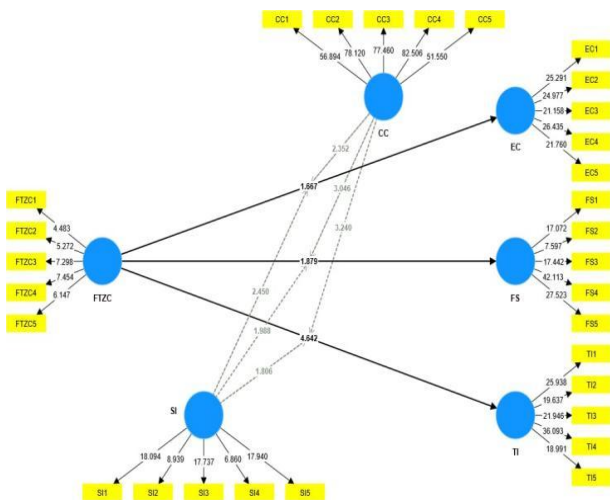 CC1
CC2
CC3
CC4
CC5
56.894
78.120
77.460
82.506
51.550
CC
EC1
EC2
EC3
EC4
EC5
25.291
24.977
21.158
26.435
21.760
EC
2.352
3.046
3.240
1.667
FTZC1
FTZC2
FTZC3
FTZC4
FTZC5
4.483
5.272
7.298
7.454
6.147
FTZC
1.879
FS1
FS2
FS3
FS4
FS5
17.072
7.597
17.442
42.113
27.523
FS
2.458
1.988
1.806
4.642
TI1
TI2
TI3
TI4
TI5
25.938
19.637
21.946
36.093
18.991
TI
SI
18.094
8.939
17.737
6.860
17.940
SI1
SI2
SI3
SI4
SI5